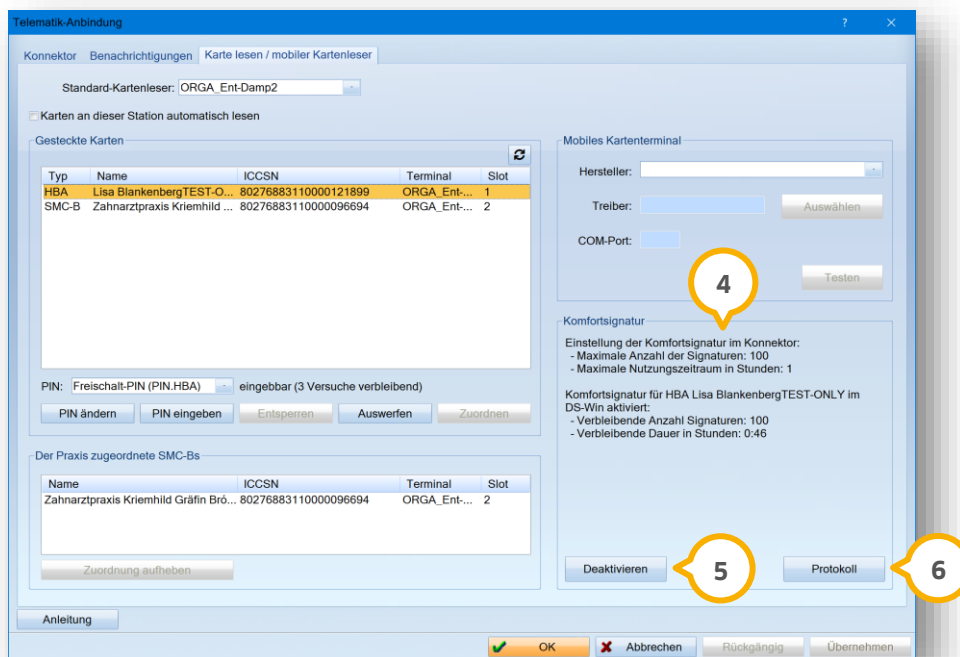 Telematik-Anbindung ? ×
Konnektor Benachrichtigungen Karte lesen / mobiler Kartenleser
Standard-Kartenleser: ORGA_Ent-Damp2
Karten an dieser Station automatisch lesen
Gesteckte Karten
Typ Name ICCSN Terminal Slot
HBA Lisa BlankenbergTEST-O... 80276883110000121899 ORGA_Ent-... 1
SMC-B Zahnarztpraxis Kriemhild ... 80276883110000096694 ORGA_Ent-... 2
PIN: Freischalt-PIN (PIN.HBA) eingebbar (3 Versuche verbleibend)
PIN ändern PIN eingeben Entsperren Auswerfen Zuordnen
Der Praxis zugeordnete SMC-Bs
Name ICCSN Terminal Slot
Zahnarztpraxis Kriemhild Gräfin Bró... 80276883110000096694 ORGA_Ent-... 2
Zuordnung aufheben
Mobiles Kartenterminal
Hersteller:
Treiber: Auswählen
COM-Port:
Testen
4
Komfortsignatur
Einstellung der Komfortsignatur im Konnektor:
- Maximale Anzahl der Signaturen: 100
- Maximale Nutzungszeitraum in Stunden: 1
Komfortsignatur für HBA Lisa BlankenbergTEST-ONLY im
DS-Win aktiviert:
- Verbleibende Anzahl Signaturen: 100
- Verbleibende Dauer in Stunden: 0:46
Deaktivieren 5 Protokoll 6
Anleitung
OK Abbrechen Rückgängig Übernehmen